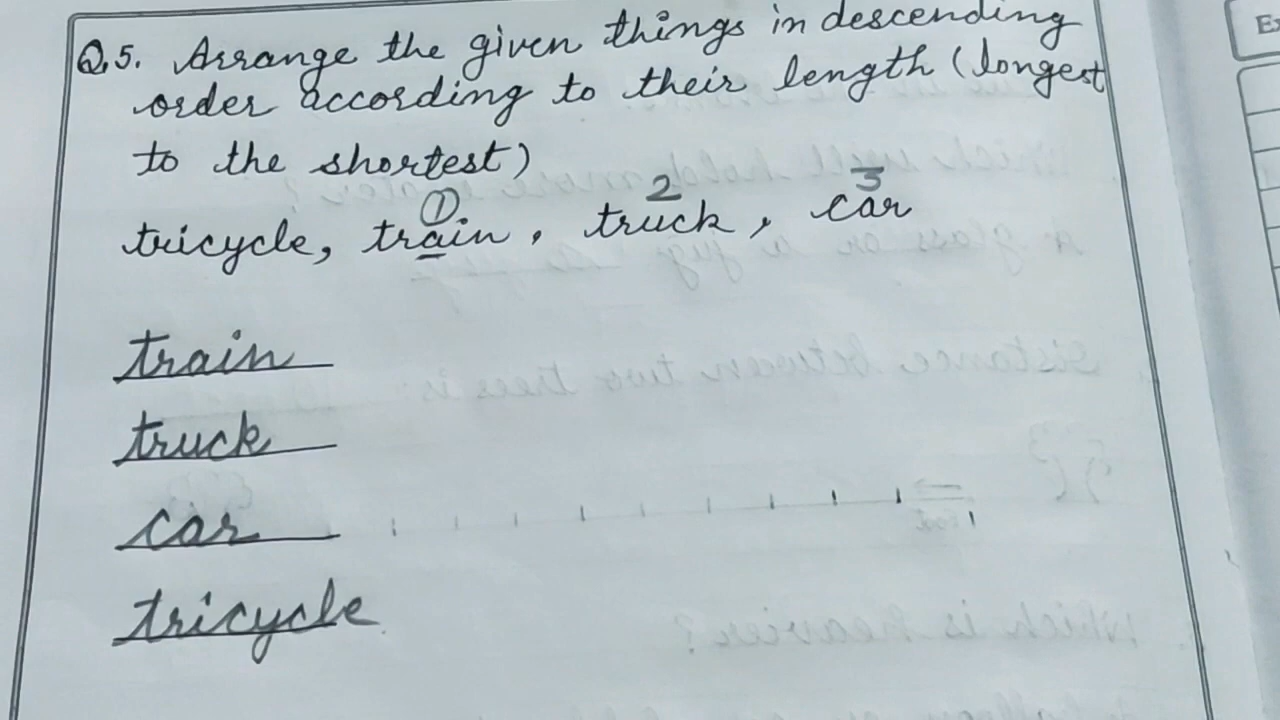 Q.5. Arrange the given things in descending
order according to their length (longest
to the shortest)
① 2 3
tricycle, train, truck, car
train
truck
car
tricycle